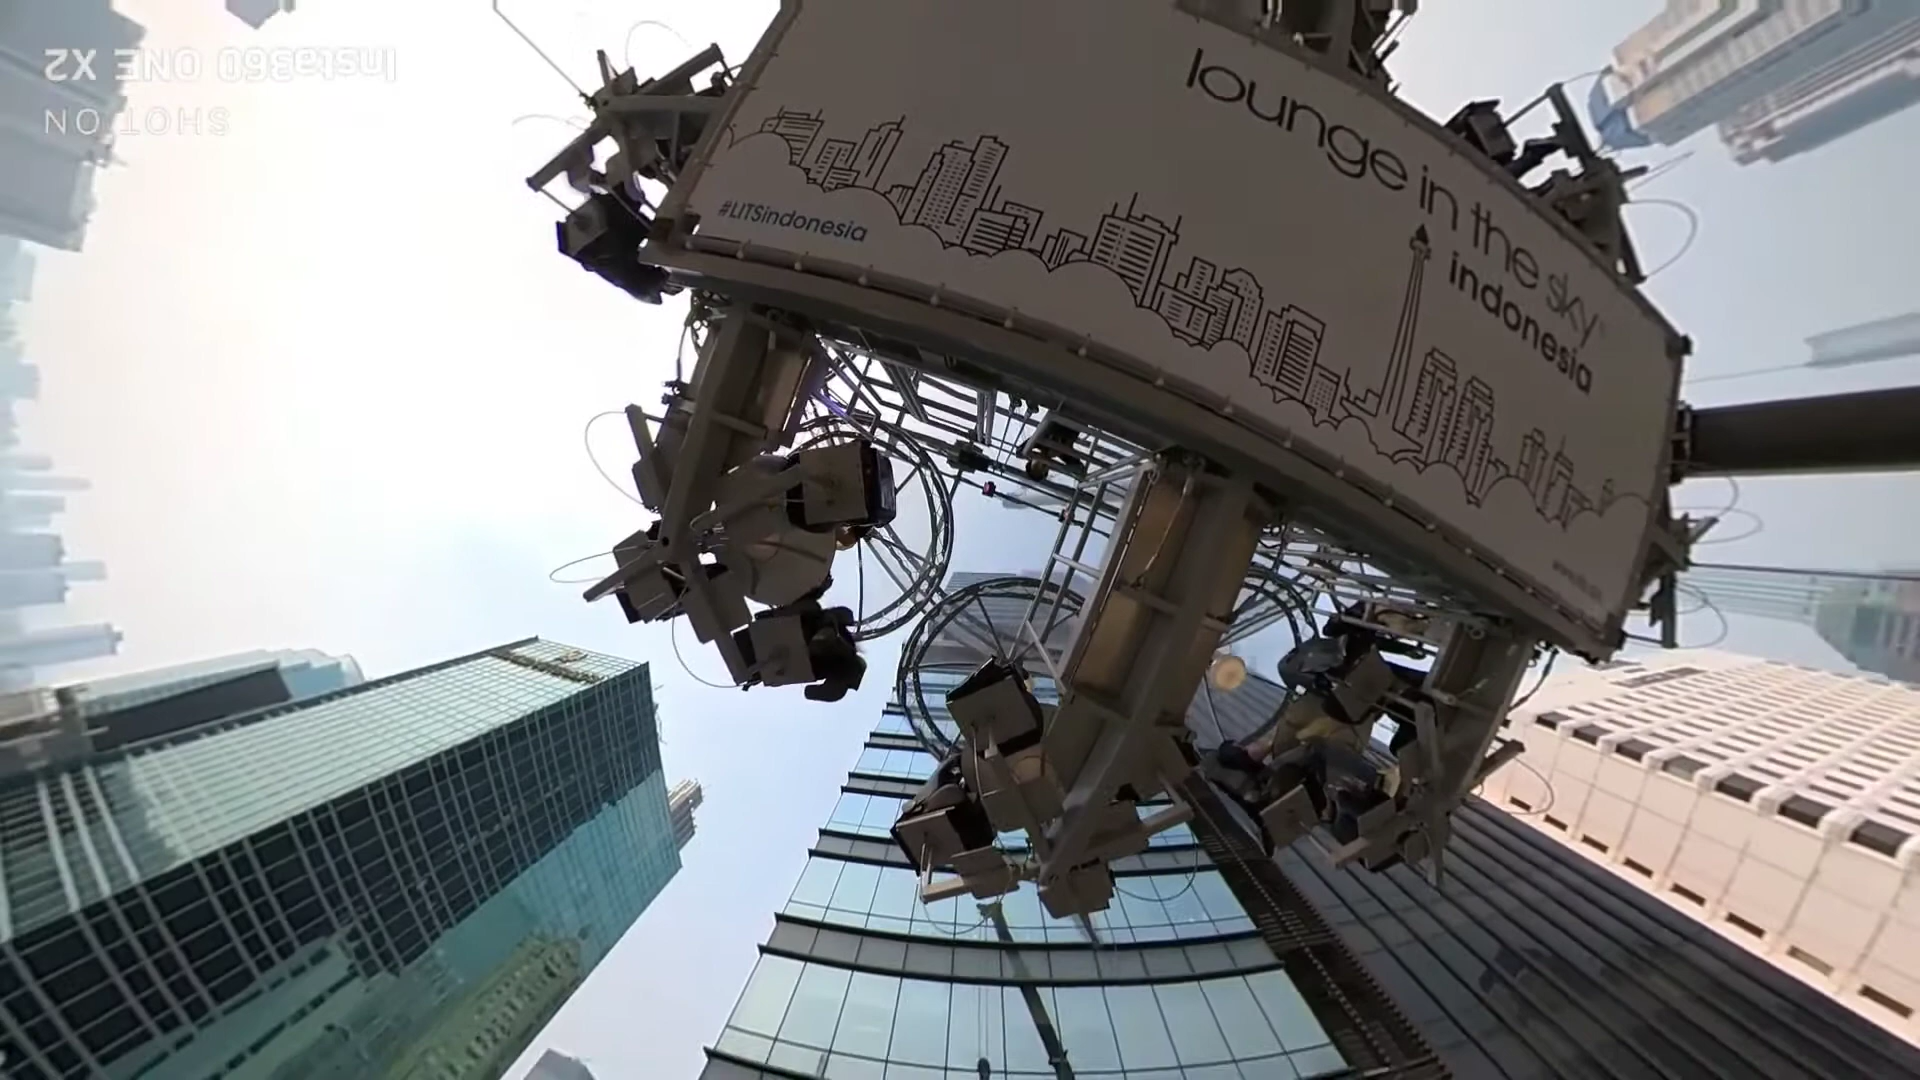 lounge in the sky
indonesia
#LITSindonesia
SHOT ON
Insta360 ONE X2